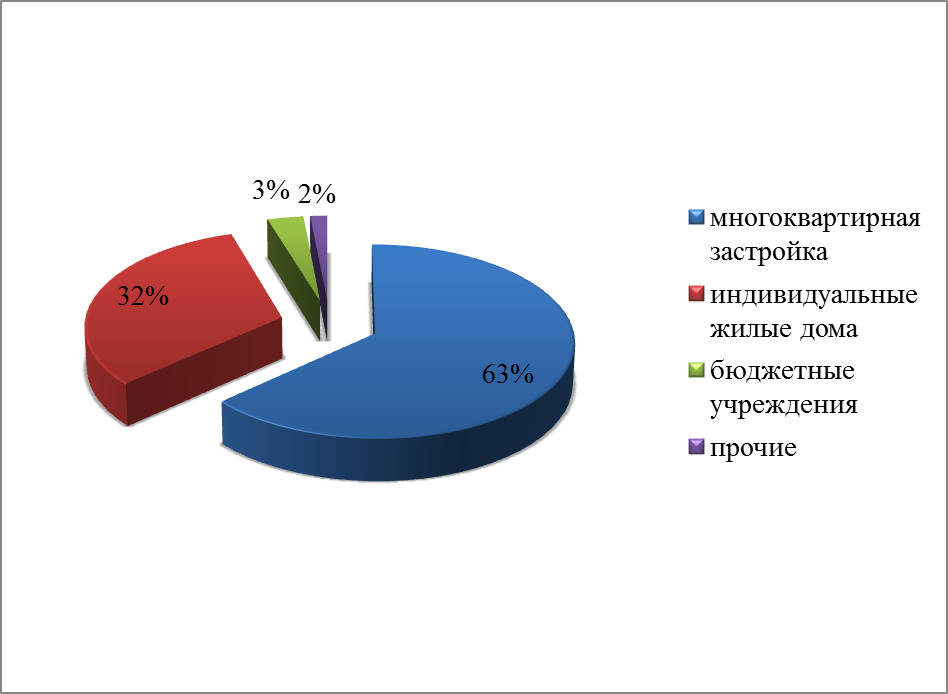 3% 2%
32%
63%
многоквартирная
застройка
индивидуальные
жилые дома
бюджетные
учреждения
прочие